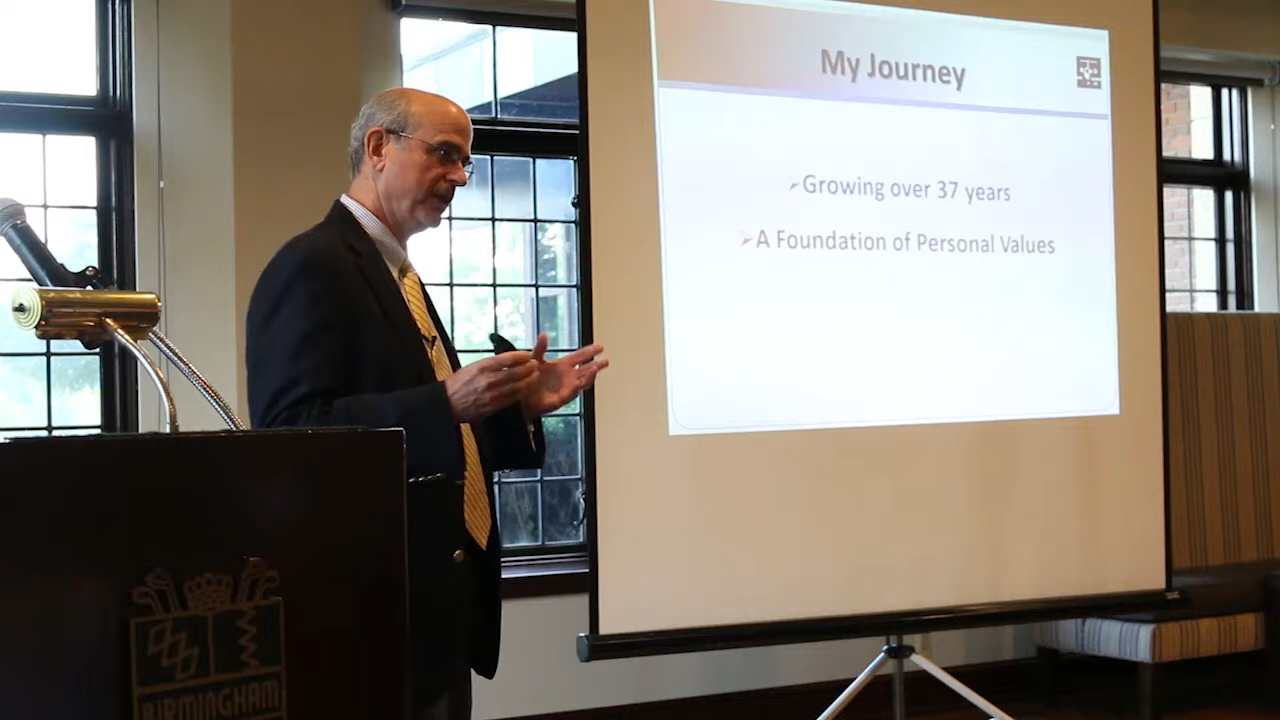 My Journey
➢Growing over 37 years
➢A Foundation of Personal Values
BIRMINGHAM